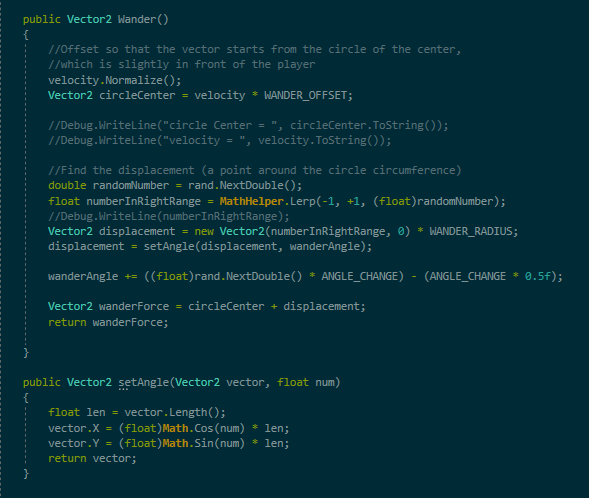 public Vector2 Wander()
{
//Offset so that the vector starts from the circle of the center,
//which is slightly in front of the player
velocity.Normalize();
Vector2 circleCenter = velocity * WANDER_OFFSET;
//Debug.WriteLine("circle Center = ", circleCenter.ToString());
//Debug.WriteLine("velocity = ", velocity.ToString());
//Find the displacement (a point around the circle circumference)
double randomNumber = rand.NextDouble();
float numberInRightRange = MathHelper.Lerp(-1, +1, (float)randomNumber);
//Debug.WriteLine(numberInRightRange);
Vector2 displacement = new Vector2(numberInRightRange, 0) * WANDER_RADIUS;
displacement = setAngle(displacement, wanderAngle);
wanderAngle += ((float)rand.NextDouble() * ANGLE_CHANGE) - (ANGLE_CHANGE * 0.5f);
Vector2 wanderForce = circleCenter + displacement;
return wanderForce;
}
public Vector2 setAngle(Vector2 vector, float num)
{
float len = vector.Length();
vector.X = (float)Math.Cos(num) * len;
vector.Y = (float)Math.Sin(num) * len;
return vector;
}